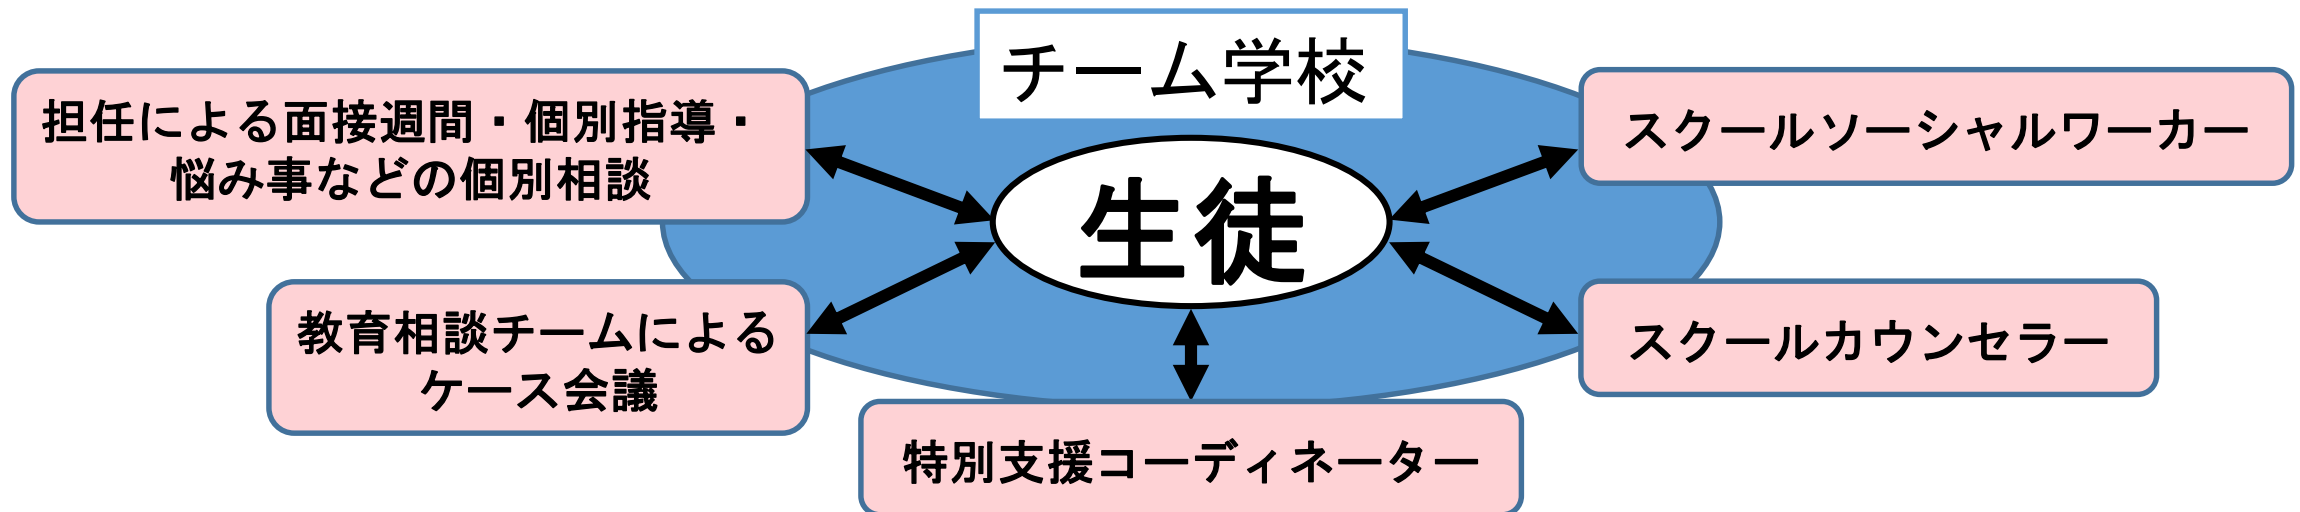 チーム学校
担任による面接週間・個別指導・
悩み事などの個別相談
スクールソーシャルワーカー
生徒
教育相談チームによる
ケース会議
スクールカウンセラー
特別支援コーディネーター